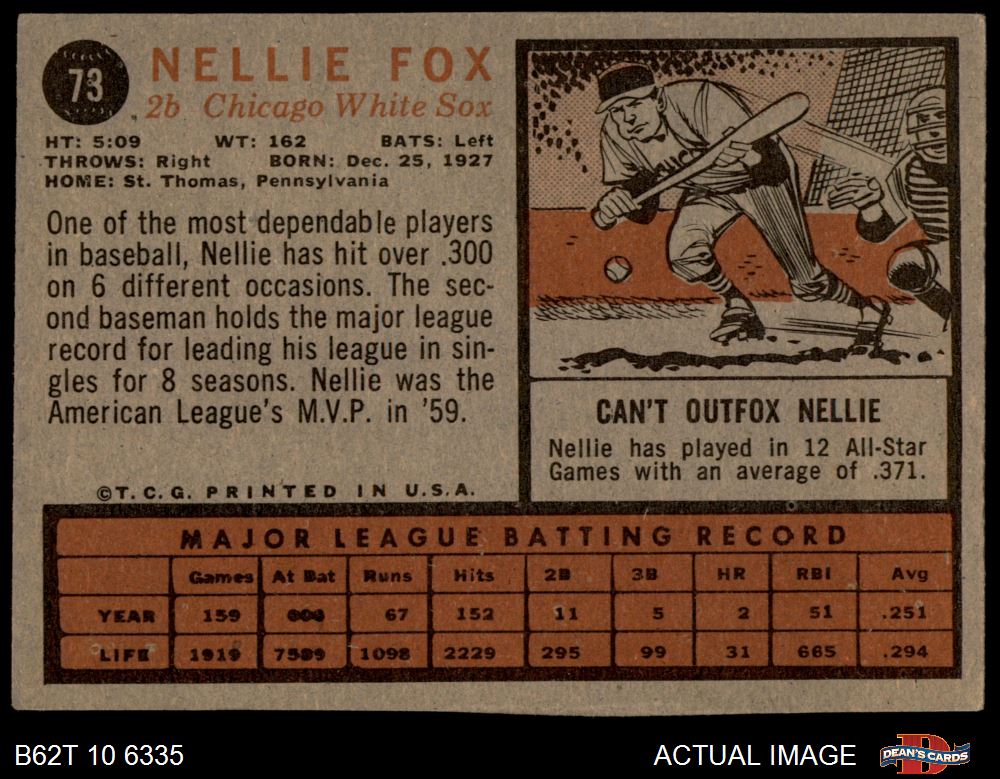 73
NELLIE FOX
2b Chicago White Sox
HT: 5:09 WT: 162 BATS: Left
THROWS: Right BORN: Dec. 25, 1927
HOME: St. Thomas, Pennsylvania
One of the most dependable players
in baseball, Nellie has hit over .300
on 6 different occasions. The sec-
ond baseman holds the major league
record for leading his league in sin-
gles for 8 seasons. Nellie was the
American League's M.V.P. in '59.
©T.C.G. PRINTED IN U.S.A.
CAN'T OUTFOX NELLIE
Nellie has played in 12 All-Star
Games with an average of .371.
MAJOR LEAGUE BATTING RECORD
Games At Bat Runs Hits 2B 3B HR RBI Avg
YEAR 159 67 152 11 5 2 51 .251
LIFE 1919 1098 2229 295 99 31 665 .294
B62T 10 6335
ACTUAL IMAGE
DEAN'S CARDS